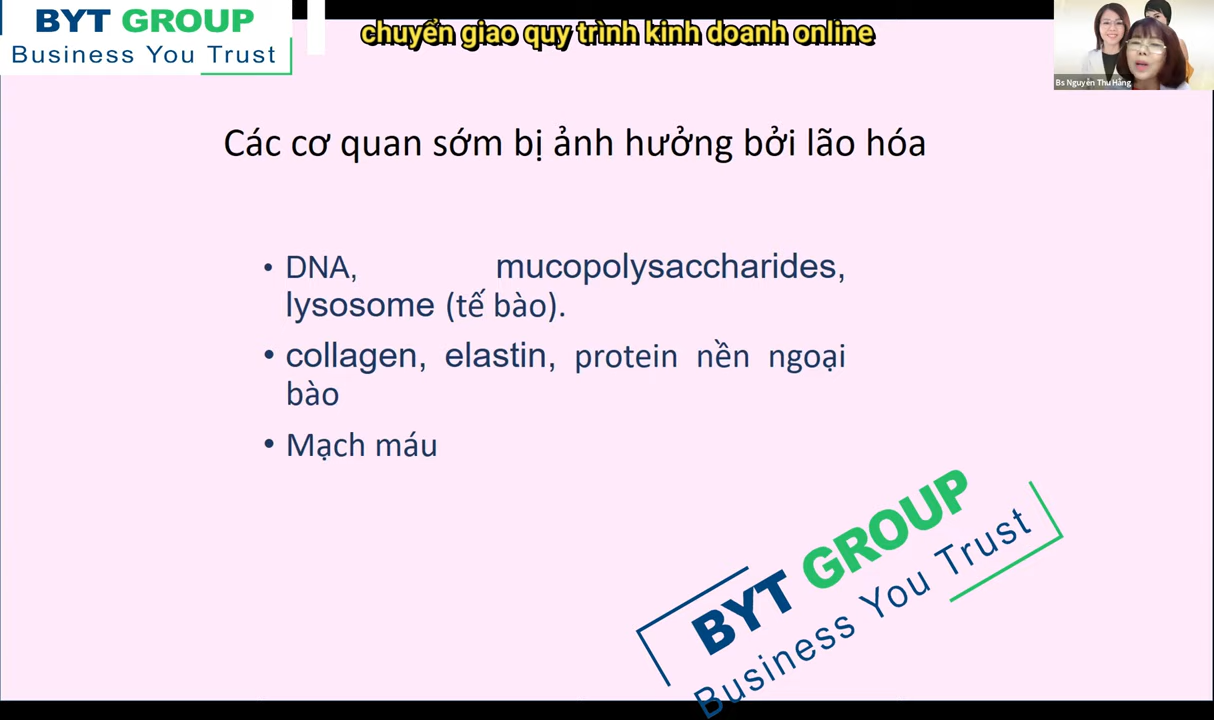 BYT GROUP
Business You Trust
chuyển giao quy trình kinh doanh online
Bs Nguyễn Thu Hằng
Các cơ quan sớm bị ảnh hưởng bởi lão hóa
• DNA, mucopolysaccharides,
lysosome (tế bào).
• collagen, elastin, protein nền ngoại
bào
• Mạch máu
BYT GROUP
Business You Trust